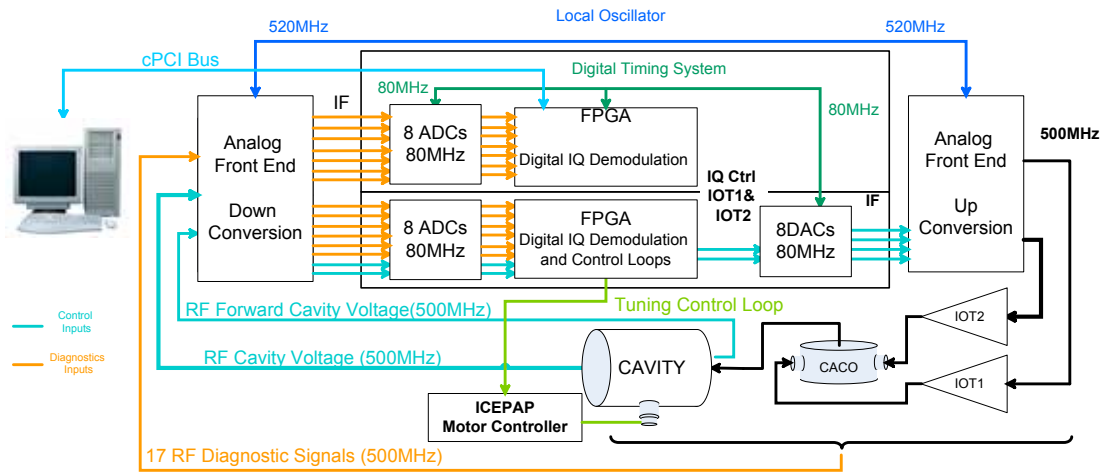 Local Oscillator
520MHz
520MHz
cPCI Bus
Digital Timing System
80MHz
80MHz
IF
Analog
Front End
Down
Conversion
8 ADCs
80MHz
FPGA
Digital IQ Demodulation
8 ADCs
80MHz
FPGA
Digital IQ Demodulation
and Control Loops
IQ Ctrl
IOT1&
IOT2
IF
8DACs
80MHz
Analog
Front End
Up
Conversion
500MHz
Tuning Control Loop
RF Forward Cavity Voltage(500MHz)
RF Cavity Voltage (500MHz)
Control
Inputs
Diagnostics
Inputs
CAVITY
CACO
IOT2
IOT1
ICEPAP
Motor Controller
17 RF Diagnostic Signals (500MHz)